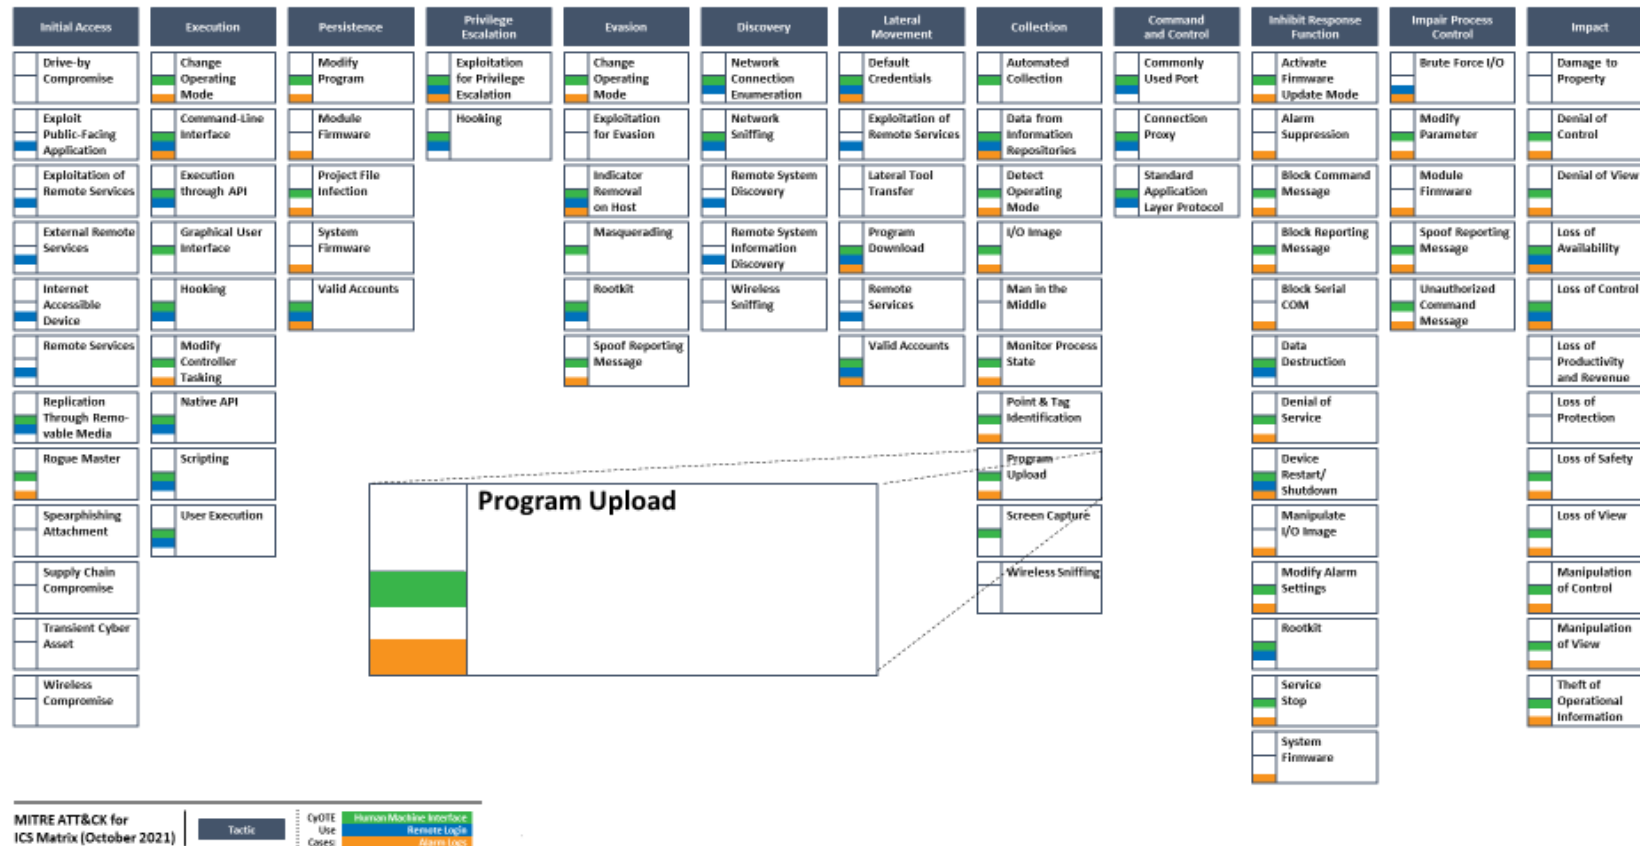 Initial Access
Execution
Persistence
Privilege
Escalation
Evasion
Discovery
Lateral
Movement
Collection
Command
and Control
Inhibit Response
Function
Impair Process
Control
Impact
Drive-by
Compromise
Exploit
Public-Facing
Application
Exploitation of
Remote Services
External Remote
Services
Internet
Accessible
Device
Remote Services
Replication
Through Remo-
vable Media
Rogue Master
Spearphishing
Attachment
Supply Chain
Compromise
Transient Cyber
Asset
Wireless
Compromise
Change
Operating
Mode
Command-Line
Interface
Execution
through API
Graphical User
Interface
Hooking
Modify
Controller
Tasking
Native API
Scripting
User Execution
Modify
Program
Module
Firmware
Project File
Infection
System
Firmware
Valid Accounts
Exploitation
for Privilege
Escalation
Hooking
Change
Operating
Mode
Exploitation
for Evasion
Indicator
Removal
on Host
Masquerading
Rootkit
Spoof Reporting
Message
Network
Connection
Enumeration
Network
Sniffing
Remote System
Discovery
Remote System
Information
Discovery
Wireless
Sniffing
Default
Credentials
Exploitation of
Remote Services
Lateral Tool
Transfer
Program
Download
Remote
Services
Valid Accounts
Automated
Collection
Data from
Information
Repositories
Detect
Operating
Mode
I/O Image
Man in the
Middle
Monitor Process
State
Point & Tag
Identification
Program
Upload
Screen Capture
Wireless Sniffing
Commonly
Used Port
Connection
Proxy
Standard
Application
Layer Protocol
Activate
Firmware
Update Mode
Alarm
Suppression
Block Command
Message
Block Reporting
Message
Block Serial
COM
Data
Destruction
Denial of
Service
Device
Restart/
Shutdown
Manipulate
I/O Image
Modify Alarm
Settings
Rootkit
Service
Stop
System
Firmware
Brute Force I/O
Modify
Parameter
Module
Firmware
Spoof Reporting
Message
Unauthorized
Command
Message
Damage to
Property
Denial of
Control
Denial of View
Loss of
Availability
Loss of Control
Loss of
Productivity
and Revenue
Loss of
Protection
Loss of Safety
Loss of View
Manipulation
of Control
Manipulation
of View
Theft of
Operational
Information
Program Upload
MITRE ATT&CK for
ICS Matrix (October 2021)
Tactic
CyOTE
Use
Cases:
Human Machine Interface
Remote Login
Alarm Logs